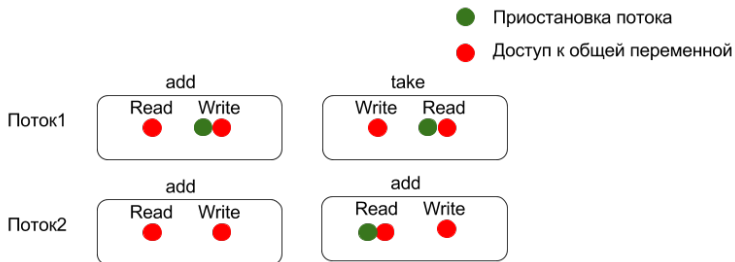 Приостановка потока
Доступ к общей переменной
add take
Поток1 Read Write Write Read
add add
Поток2 Read Write Read Write